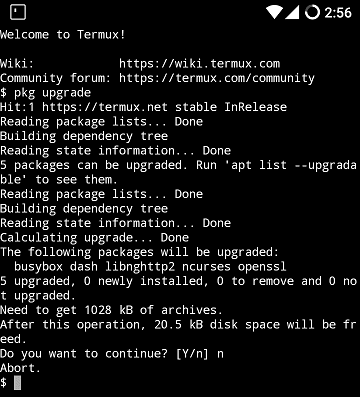 2:56
Welcome to Termux!
Wiki:            https://wiki.termux.com
Community forum: https://termux.com/community
$ pkg upgrade
Hit:1 https://termux.net stable InRelease
Reading package lists... Done
Building dependency tree
Reading state information... Done
5 packages can be upgraded. Run 'apt list --upgrada
ble' to see them.
Reading package lists... Done
Building dependency tree
Reading state information... Done
Calculating upgrade... Done
The following packages will be upgraded:
  busybox dash libnghttp2 ncurses openssl
5 upgraded, 0 newly installed, 0 to remove and 0 no
t upgraded.
Need to get 1028 kB of archives.
After this operation, 20.5 kB disk space will be fr
eed.
Do you want to continue? [Y/n] n
Abort.
$